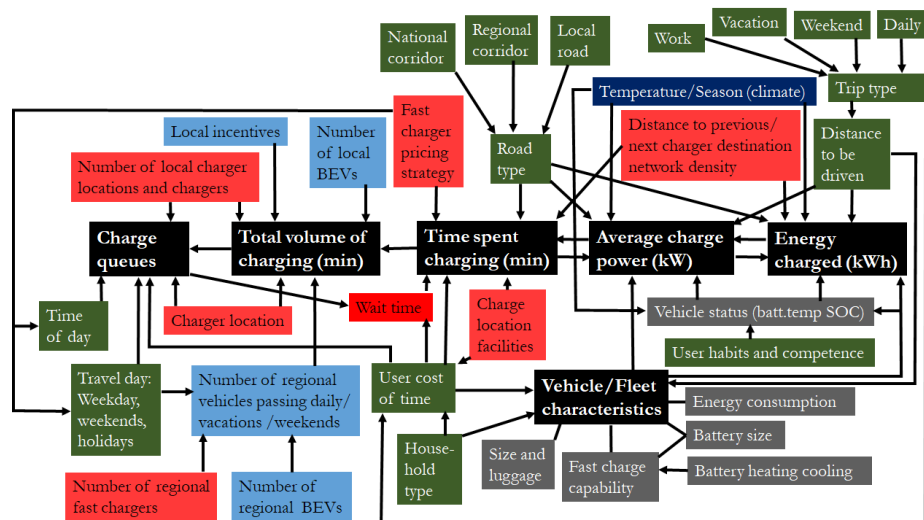 National
corridor
Regional
corridor
Local
road
Work
Vacation
Weekend
Daily
Trip type
Temperature/Season (climate)
Local incentives
Number of
local
BEVs
Fast
charger
pricing
strategy
Road
type
Distance to previous/
next charger destination
network density
Distance
to be
driven
Number of local charger
locations and chargers
Charge
queues
Total volume of
charging (min)
Time spent
charging (min)
Average charge
power (kW)
Energy
charged (kWh)
Time
of day
Charger location
Wait time
Charge
location
facilities
Vehicle status (batt.temp SOC)
User habits and competence
Travel day:
Weekday,
weekends,
holidays
Number of regional
vehicles passing daily/
vacations /weekends
User cost
of time
Vehicle/Fleet
characteristics
Energy consumption
Battery size
House-
hold
type
Size and
luggage
Fast charge
capability
Battery heating cooling
Number of regional
fast chargers
Number of
regional BEVs